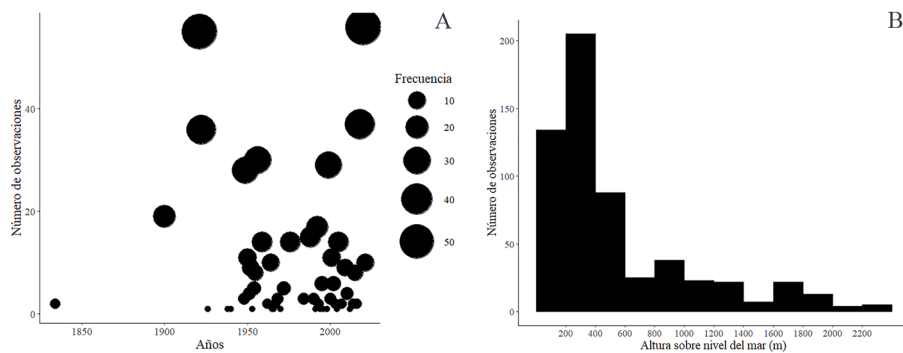 A
Número de observaciones
40
20
0
1850
1900
1950
2000
Años
Frecuencia
10
20
30
40
50
B
Número de observaciones
200
150
100
50
0
200 400 600 800 1000 1200 1400 1600 1800 2000 2200
Altura sobre nivel del mar (m)